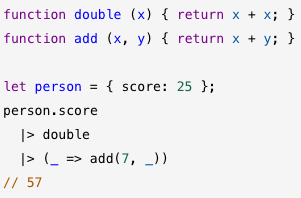 function double (x) { return x + x; }
function add (x, y) { return x + y; }
let person = { score: 25 };
person.score
  |> double
  |> (_ => add(7, _))
// 57